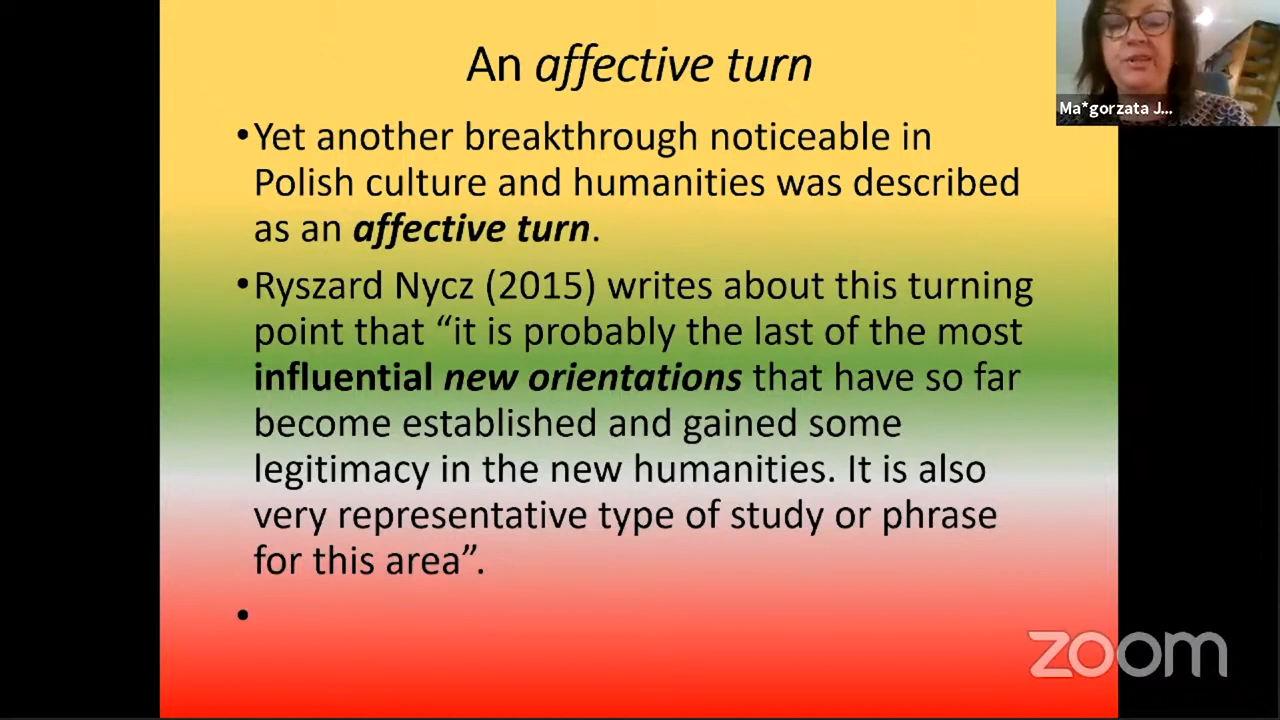 An affective turn
Ma*gorzata J...
•Yet another breakthrough noticeable in
Polish culture and humanities was described
as an affective turn.
•Ryszard Nycz (2015) writes about this turning
point that “it is probably the last of the most
influential new orientations that have so far
become established and gained some
legitimacy in the new humanities. It is also
very representative type of study or phrase
for this area”.
•
zoom